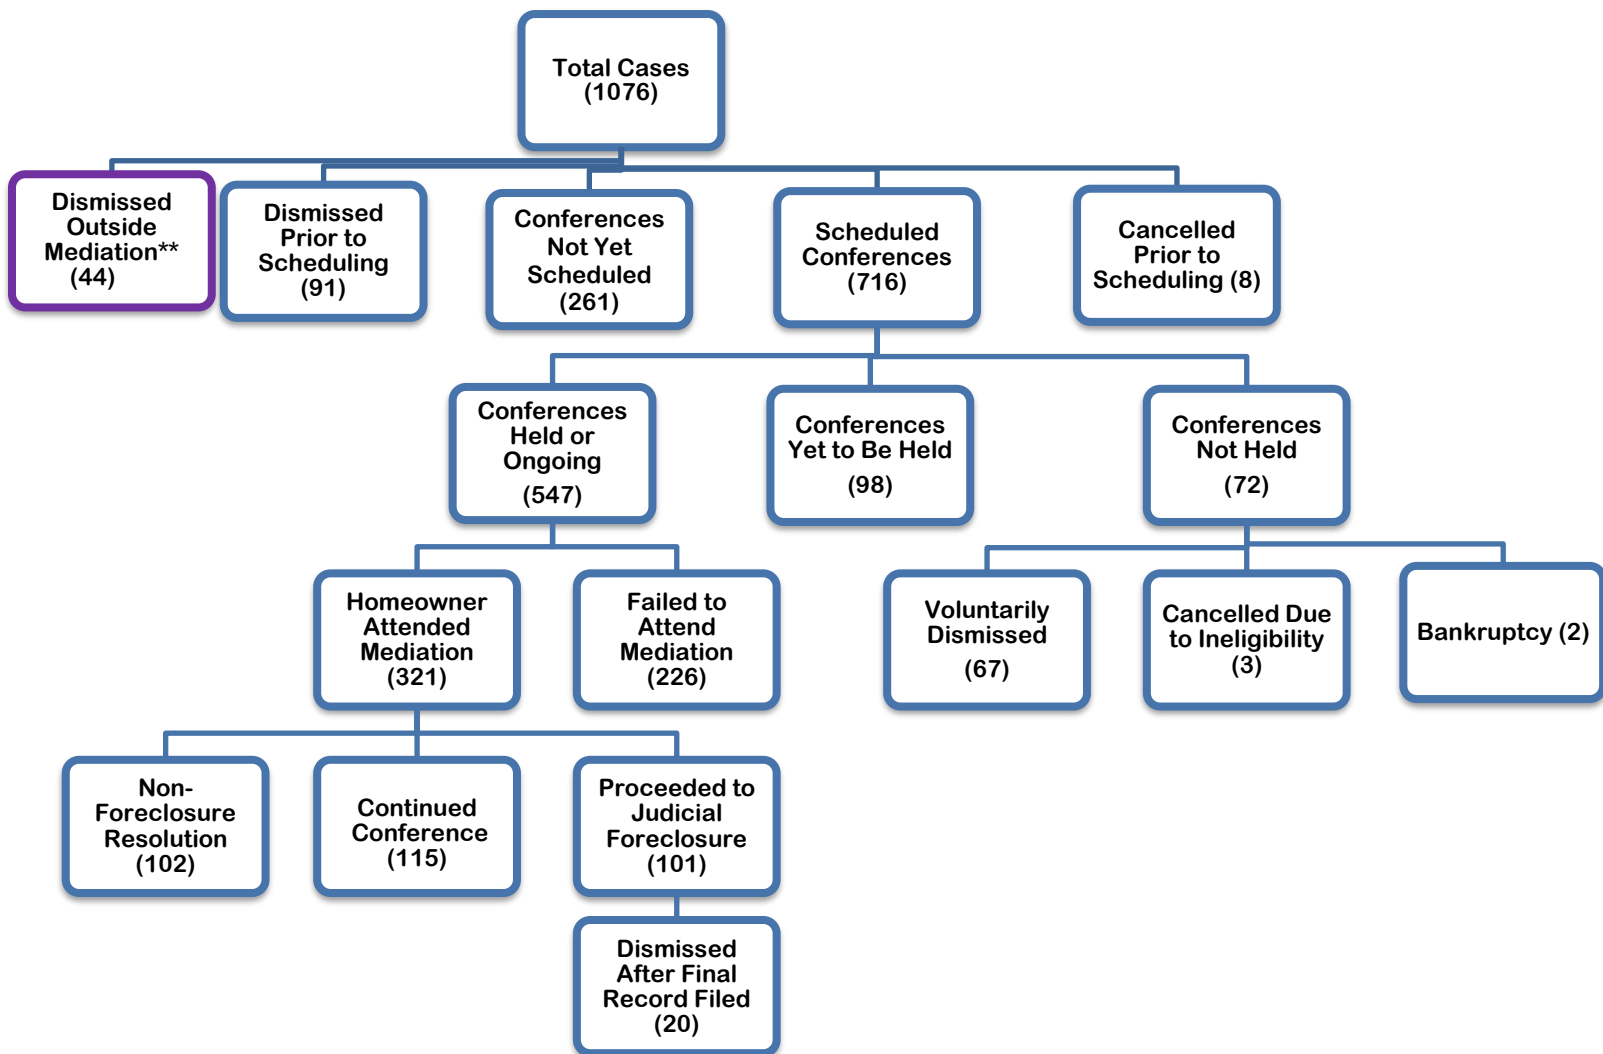 Total Cases
(1076)
Dismissed
Outside
Mediation**
(44)
Dismissed
Prior to
Scheduling
(91)
Conferences
Not Yet
Scheduled
(261)
Scheduled
Conferences
(716)
Cancelled
Prior to
Scheduling (8)
Conferences
Held or
Ongoing
(547)
Conferences
Yet to Be Held
(98)
Conferences
Not Held
(72)
Homeowner
Attended
Mediation
(321)
Failed to
Attend
Mediation
(226)
Voluntarily
Dismissed
(67)
Cancelled Due
to Ineligibility
(3)
Bankruptcy (2)
Non-
Foreclosure
Resolution
(102)
Continued
Conference
(115)
Proceeded to
Judicial
Foreclosure
(101)
Dismissed
After Final
Record Filed
(20)